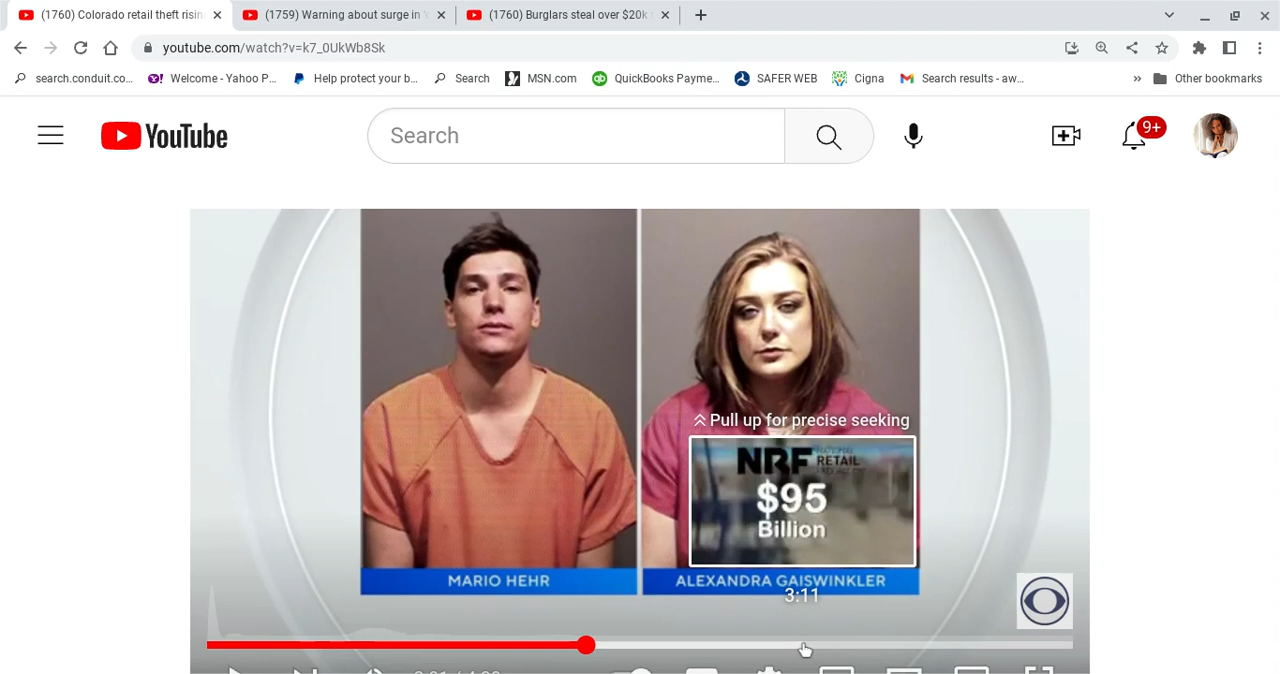 (1760) Colorado retail theft risin
(1759) Warning about surge in '
(1760) Burglars steal over $20k
youtube.com/watch?v=k7_0UkWb8Sk
search.conduit.co...
Welcome - Yahoo P...
Help protect your b...
Search
MSN.com
QuickBooks Payme...
SAFER WEB
Cigna
Search results - aw...
»
Other bookmarks
YouTube
Search
9+
Pull up for precise seeking
NRF
NATIONAL
RETAIL
$95
Billion
MARIO HEHR
ALEXANDRA GAISWINKLER
3:11